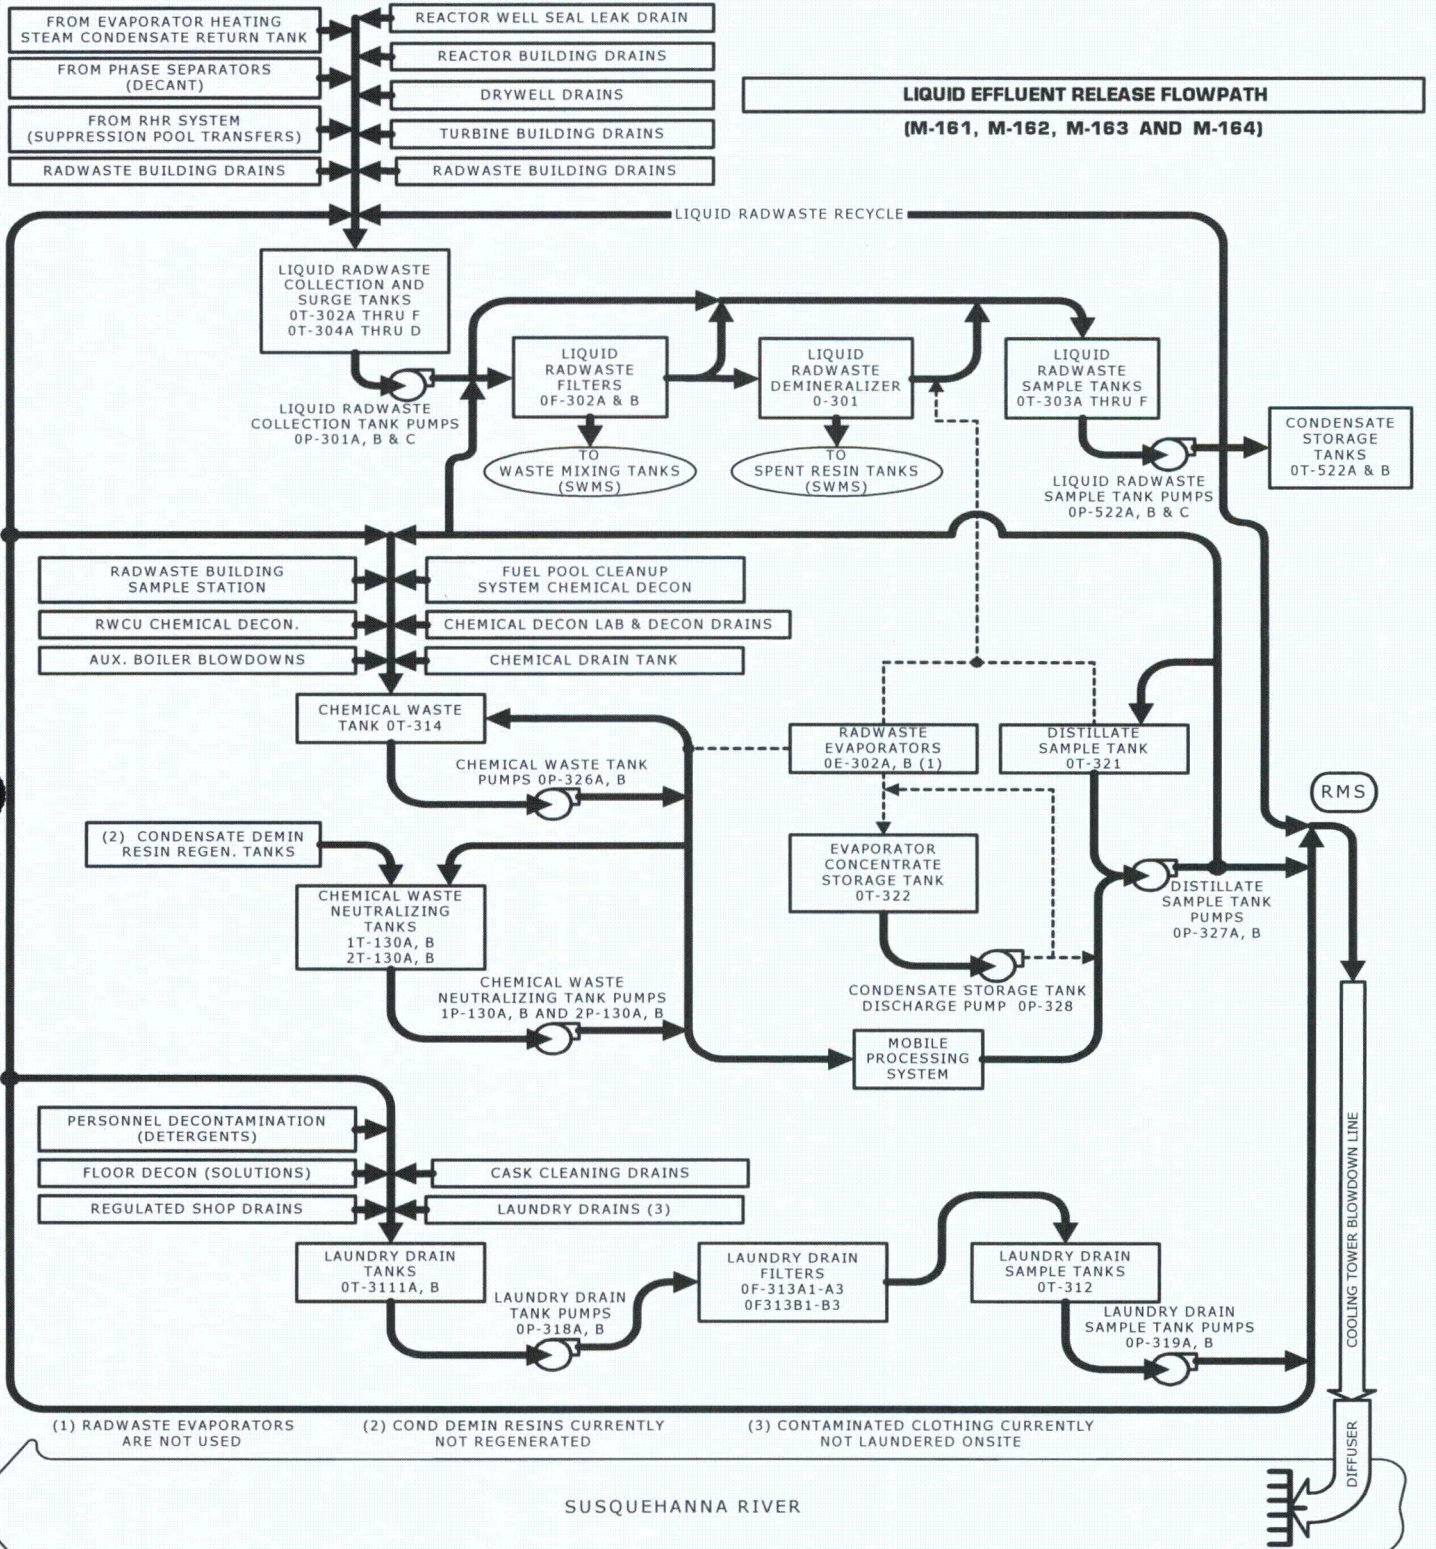 FROM EVAPORATOR HEATING
STEAM CONDENSATE RETURN TANK
REACTOR WELL SEAL LEAK DRAIN
REACTOR BUILDING DRAINS
FROM PHASE SEPARATORS
(DECANT)
DRYWELL DRAINS
FROM RHR SYSTEM
(SUPPRESSION POOL TRANSFERS)
TURBINE BUILDING DRAINS
RADWASTE BUILDING DRAINS
RADWASTE BUILDING DRAINS
LIQUID EFFLUENT RELEASE FLOWPATH
(M-161, M-162, M-163 AND M-164)
LIQUID RADWASTE RECYCLE
LIQUID RADWASTE
COLLECTION AND
SURGE TANKS
0T-302A THRU F
0T-304A THRU D
LIQUID RADWASTE
COLLECTION TANK PUMPS
0P-301A, B & C
LIQUID
RADWASTE
FILTERS
0F-302A & B
TO
WASTE MIXING TANKS
(SWMS)
LIQUID
RADWASTE
DEMINERALIZER
0-301
TO
SPENT RESIN TANKS
(SWMS)
LIQUID
RADWASTE
SAMPLE TANKS
0T-303A THRU F
LIQUID RADWASTE
SAMPLE TANK PUMPS
0P-522A, B & C
CONDENSATE
STORAGE
TANKS
0T-522A & B
RADWASTE BUILDING
SAMPLE STATION
FUEL POOL CLEANUP
SYSTEM CHEMICAL DECON
RWCU CHEMICAL DECON.
CHEMICAL DECON LAB & DECON DRAINS
AUX. BOILER BLOWDOWNS
CHEMICAL DRAIN TANK
CHEMICAL WASTE
TANK 0T-314
CHEMICAL WASTE TANK
PUMPS 0P-326A, B
RADWASTE
EVAPORATORS
0E-302A, B (1)
DISTILLATE
SAMPLE TANK
0T-321
RMS
(2) CONDENSATE DEMIN
RESIN REGEN. TANKS
CHEMICAL WASTE
NEUTRALIZING
TANKS
1T-130A, B
2T-130A, B
EVAPORATOR
CONCENTRATE
STORAGE TANK
0T-322
DISTILLATE
SAMPLE TANK
PUMPS
0P-327A, B
CHEMICAL WASTE
NEUTRALIZING TANK PUMPS
1P-130A, B AND 2P-130A, B
CONDENSATE STORAGE TANK
DISCHARGE PUMP 0P-328
MOBILE
PROCESSING
SYSTEM
PERSONNEL DECONTAMINATION
(DETERGENTS)
FLOOR DECON (SOLUTIONS)
CASK CLEANING DRAINS
REGULATED SHOP DRAINS
LAUNDRY DRAINS (3)
LAUNDRY DRAIN
TANKS
0T-3111A, B
LAUNDRY DRAIN
TANK PUMPS
0P-318A, B
LAUNDRY DRAIN
FILTERS
0F-313A1-A3
0F313B1-B3
LAUNDRY DRAIN
SAMPLE TANKS
0T-312
LAUNDRY DRAIN
SAMPLE TANK PUMPS
0P-319A, B
COOLING TOWER BLOWDOWN LINE
DIFFUSER
(1) RADWASTE EVAPORATORS
ARE NOT USED
(2) COND DEMIN RESINS CURRENTLY
NOT REGENERATED
(3) CONTAMINATED CLOTHING CURRENTLY
NOT LAUNDERED ONSITE
SUSQUEHANNA RIVER